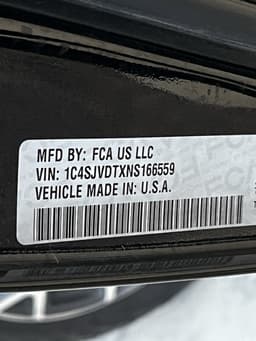 MFD BY: FCA US LLC
VIN: 1C4SJVDTXNS166559
VEHICLE MADE IN: U.S.A.